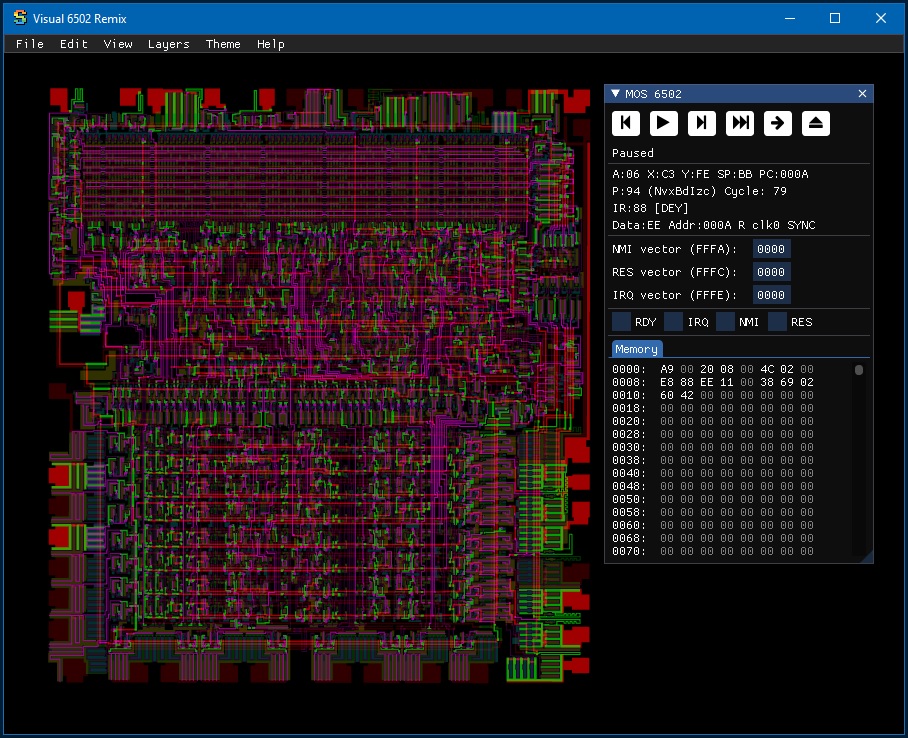 Visual 6502 Remix
File Edit View Layers Theme Help
MOS 6502
Paused
A:06 X:C3 Y:FE SP:BB PC:000A
P:94 (NvxBdIzc) Cycle: 79
IR:88 [DEY]
Data:EE Addr:000A R clk0 SYNC
NMI vector (FFFA): 0000
RES vector (FFFC): 0000
IRQ vector (FFFE): 0000
RDY IRQ NMI RES
Memory
0000: A9 00 20 08 00 4C 02 00
0008: E8 88 EE 11 00 38 69 02
0010: 60 42 00 00 00 00 00 00
0018: 00 00 00 00 00 00 00 00
0020: 00 00 00 00 00 00 00 00
0028: 00 00 00 00 00 00 00 00
0030: 00 00 00 00 00 00 00 00
0038: 00 00 00 00 00 00 00 00
0040: 00 00 00 00 00 00 00 00
0048: 00 00 00 00 00 00 00 00
0050: 00 00 00 00 00 00 00 00
0058: 00 00 00 00 00 00 00 00
0060: 00 00 00 00 00 00 00 00
0068: 00 00 00 00 00 00 00 00
0070: 00 00 00 00 00 00 00 00